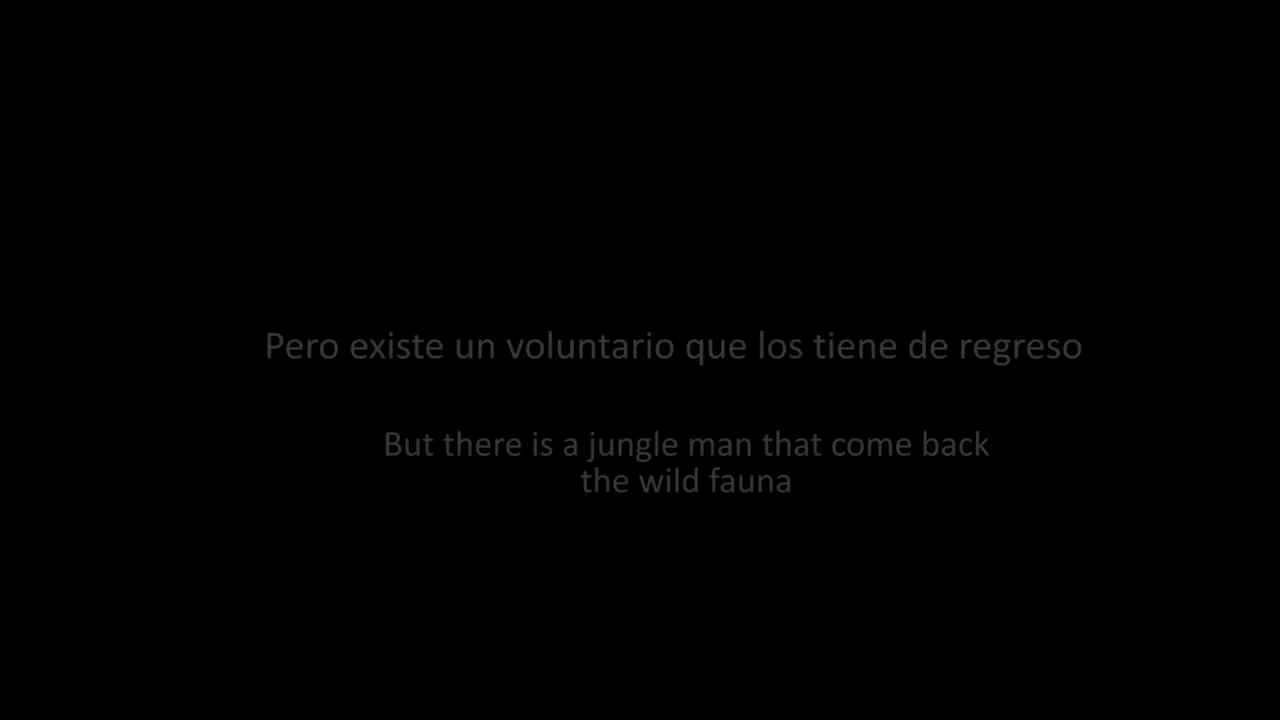 Pero existe un voluntario que los tiene de regreso
But there is a jungle man that come back
the wild fauna